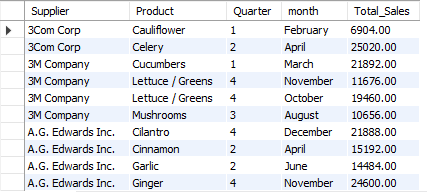 Supplier Product Quarter month Total_Sales
3Com Corp Cauliflower 1 February 6904.00
3Com Corp Celery 2 April 25020.00
3M Company Cucumbers 1 March 21892.00
3M Company Lettuce / Greens 4 November 11676.00
3M Company Lettuce / Greens 4 October 19460.00
3M Company Mushrooms 3 August 10656.00
A.G. Edwards Inc. Cilantro 4 December 21888.00
A.G. Edwards Inc. Cinnamon 2 April 15192.00
A.G. Edwards Inc. Garlic 2 June 14484.00
A.G. Edwards Inc. Ginger 4 November 24600.00